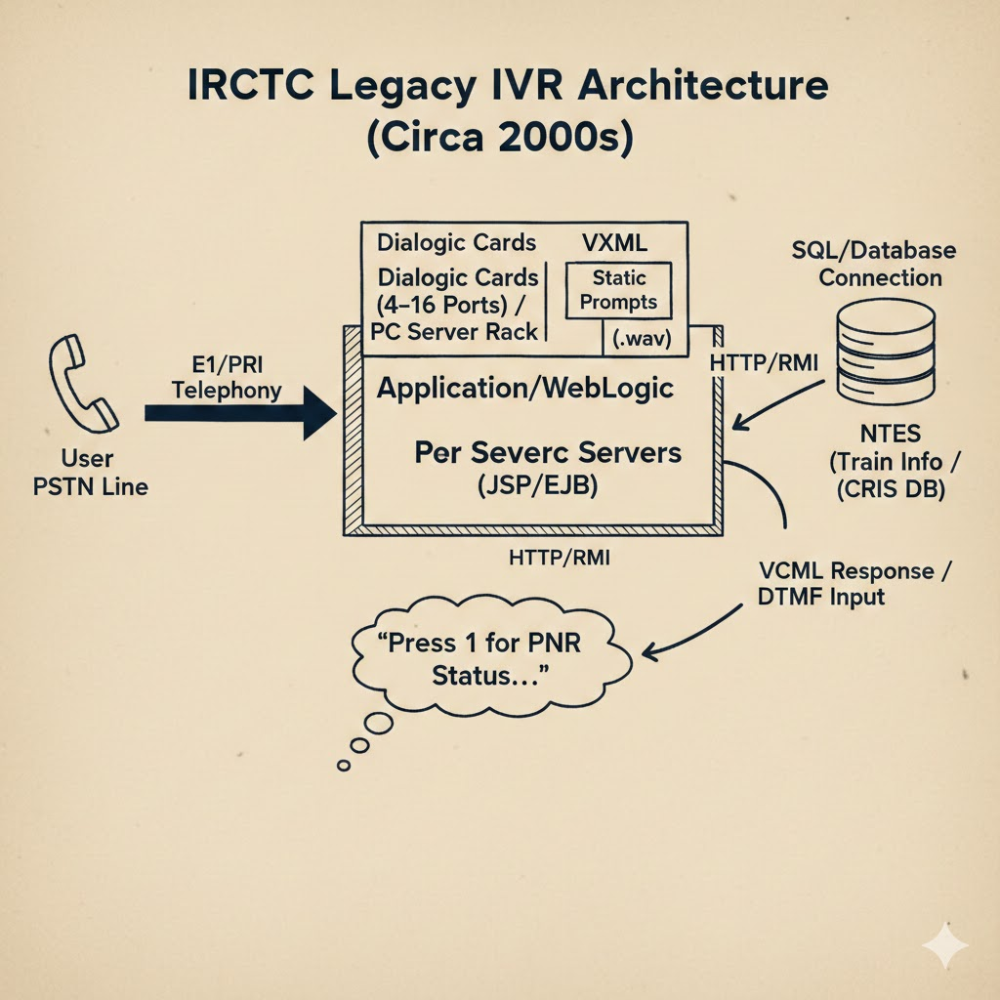 IRCTC Legacy IVR Architecture
(Circa 2000s)
Dialogic Cards
VXML
Dialogic Cards
(4–16 Ports) /
PC Server Rack
Static
Prompts
(.wav)
SQL/Database
Connection
E1/PRI
Telephony
HTTP/RMI
Application/WebLogic
User
PSTN Line
Per Severc Servers
(JSP/EJB)
NTES
(Train Info /
(CRIS DB)
HTTP/RMI
VCML Response /
DTMF Input
“Press 1 for PNR
Status...”